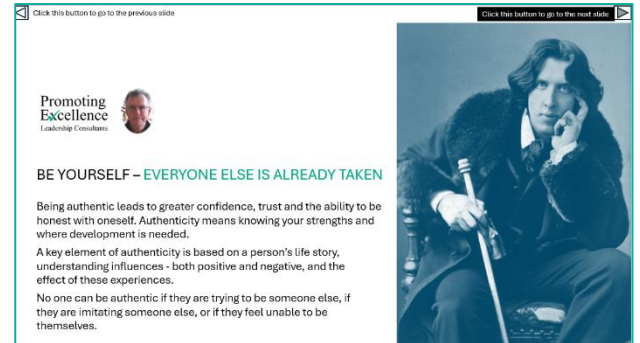 Click this button to go to the previous slide
Click this button to go to the next slide
Promoting
Excellence
Leadership Consultants
BE YOURSELF – EVERYONE ELSE IS ALREADY TAKEN
Being authentic leads to greater confidence, trust and the ability to be
honest with oneself. Authenticity means knowing your strengths and
where development is needed.
A key element of authenticity is based on a person's life story,
understanding influences - both positive and negative, and the
effect of these experiences.
No one can be authentic if they are trying to be someone else, if
they are imitating someone else, or if they feel unable to be
themselves.